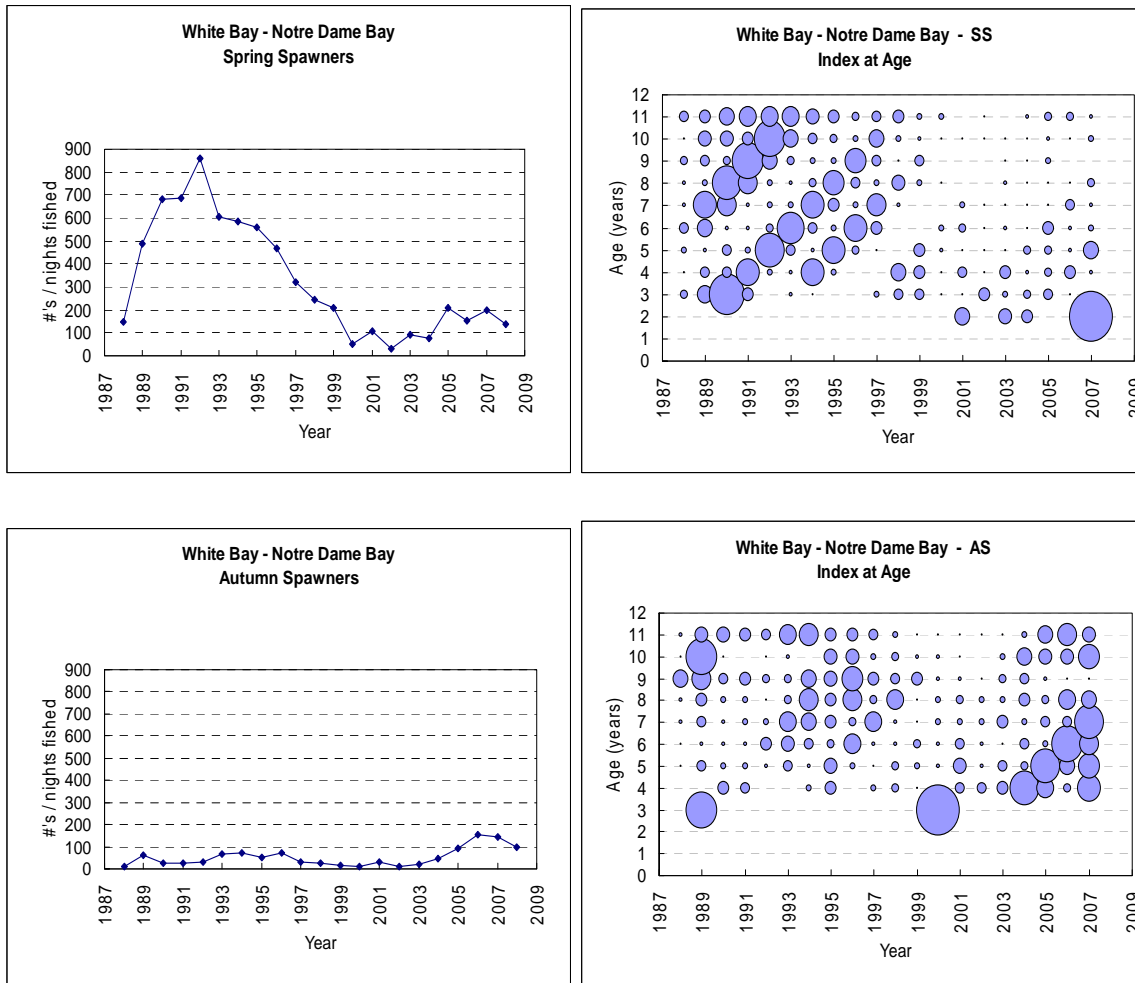 White Bay - Notre Dame Bay
Spring Spawners
900
800
700
600
500
400
300
200
100
0
#'s / nights fished
1987 1989 1991 1993 1995 1997 1999 2001 2003 2005 2007 2009
Year
White Bay - Notre Dame Bay - SS
Index at Age
12
11
10
9
8
7
6
5
4
3
2
1
0
Age (years)
1987 1989 1991 1993 1995 1997 1999 2001 2003 2005 2007 2009
Year
White Bay - Notre Dame Bay
Autumn Spawners
900
800
700
600
500
400
300
200
100
0
#'s / nights fished
1987 1989 1991 1993 1995 1997 1999 2001 2003 2005 2007 2009
Year
White Bay - Notre Dame Bay - AS
Index at Age
12
11
10
9
8
7
6
5
4
3
2
1
0
Age (years)
1987 1989 1991 1993 1995 1997 1999 2001 2003 2005 2007 2009
Year